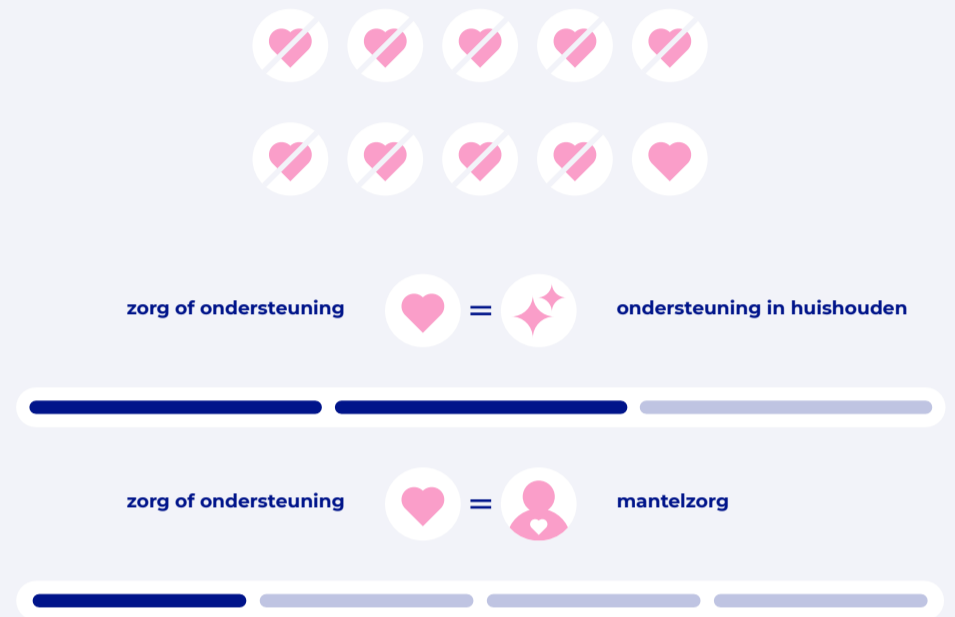 zorg of ondersteuning = ondersteuning in huishouden
zorg of ondersteuning = mantelzorg